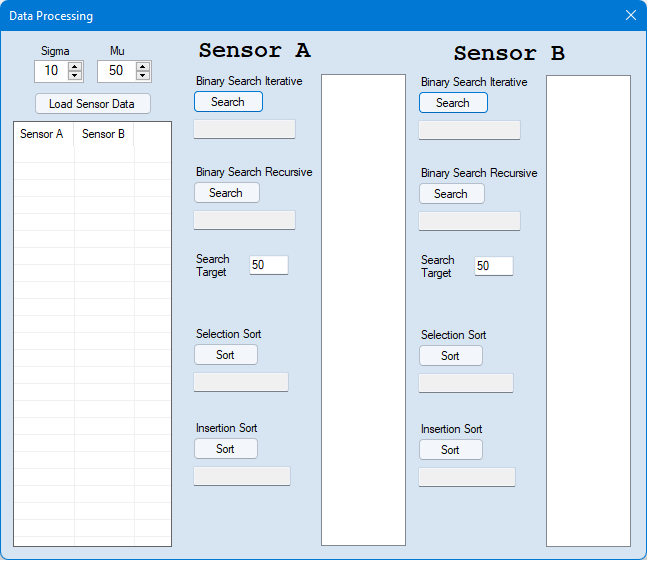 Data Processing
Sigma Mu
10 50
Load Sensor Data
Sensor A Sensor B
Sensor A
Binary Search Iterative
Search
Binary Search Recursive
Search
Search
Target
50
Selection Sort
Sort
Insertion Sort
Sort
Sensor B
Binary Search Iterative
Search
Binary Search Recursive
Search
Search
Target
50
Selection Sort
Sort
Insertion Sort
Sort